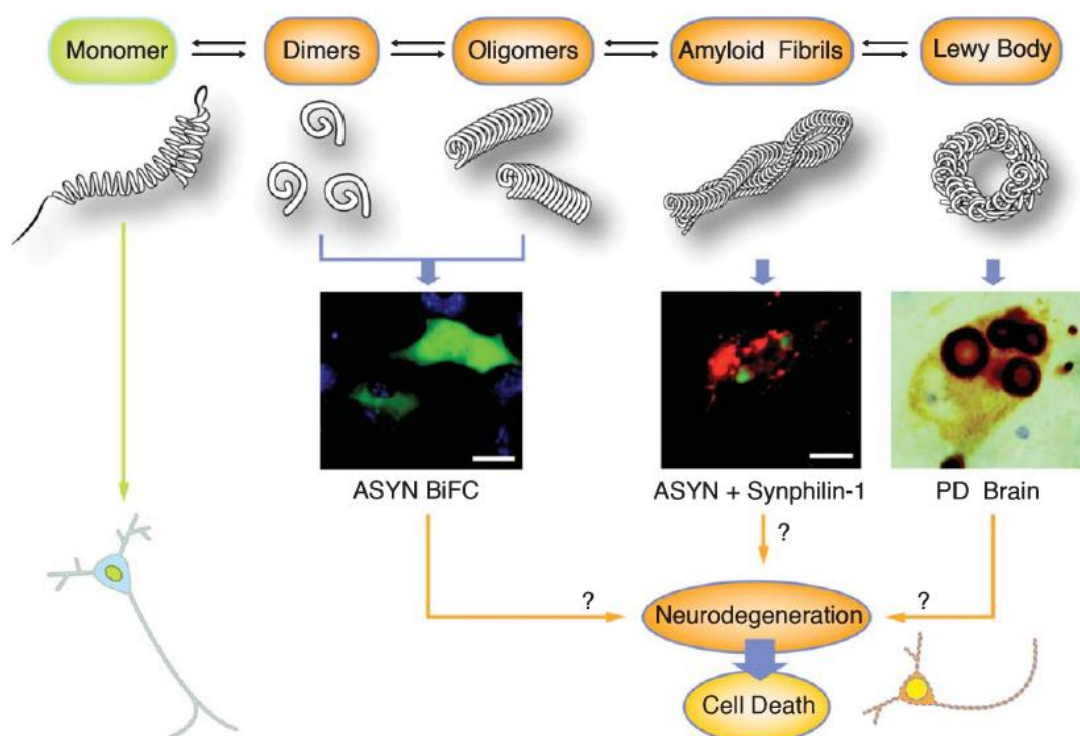 Monomer
Dimers
Oligomers
Amyloid Fibrils
Lewy Body
ASYN BiFC
ASYN + Synphilin-1
PD Brain
?
?
?
Neurodegeneration
Cell Death